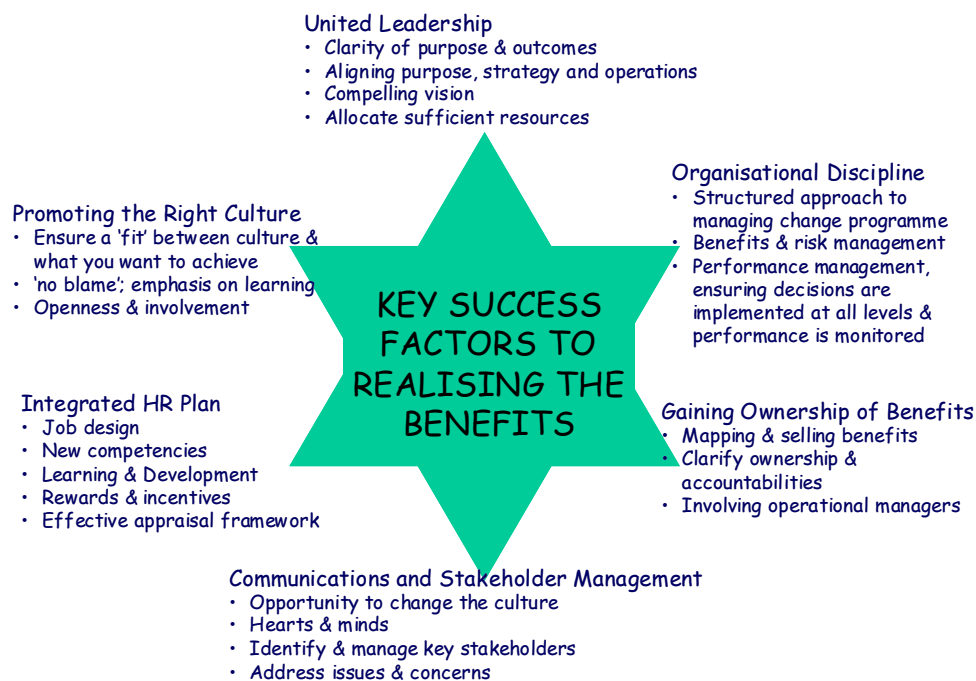 United Leadership
• Clarity of purpose & outcomes
• Aligning purpose, strategy and operations
• Compelling vision
• Allocate sufficient resources
Organisational Discipline
• Structured approach to
managing change programme
• Benefits & risk management
• Performance management,
ensuring decisions are
implemented at all levels &
performance is monitored
Promoting the Right Culture
• Ensure a ‘fit’ between culture &
what you want to achieve
• ‘no blame’; emphasis on learning
• Openness & involvement
KEY SUCCESS
FACTORS TO
REALISING THE
BENEFITS
Integrated HR Plan
• Job design
• New competencies
• Learning & Development
• Rewards & incentives
• Effective appraisal framework
Gaining Ownership of Benefits
• Mapping & selling benefits
• Clarify ownership &
accountabilities
• Involving operational managers
Communications and Stakeholder Management
• Opportunity to change the culture
• Hearts & minds
• Identify & manage key stakeholders
• Address issues & concerns